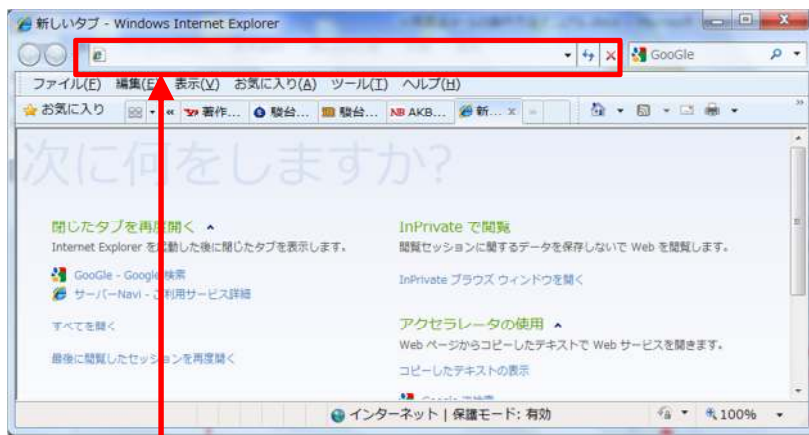 新しいタブ - Windows Internet Explorer
GooGle
ファイル(F) 編集(E) 表示(V) お気に入り(A) ツール(T) ヘルプ(H)
お気に入り 著作... 駿台... 駿台... AKB... 新...
次に何をしますか?
閉じたタブを再度開く
Internet Explorer を起動した後に閉じたタブを表示します。
GooGle - Google 検索
サーバーNavi - ご利用サービス詳細
すべてを開く
最後に閲覧したセッションを再度開く
InPrivate で閲覧
閲覧セッションに関するデータを保存しないで Web を閲覧します。
InPrivate ブラウズ ウィンドウを開く
アクセラレータの使用
Web ページからコピーしたテキストで Web サービスを開きます。
コピーしたテキストの表示
インターネット | 保護モード: 有効
100%